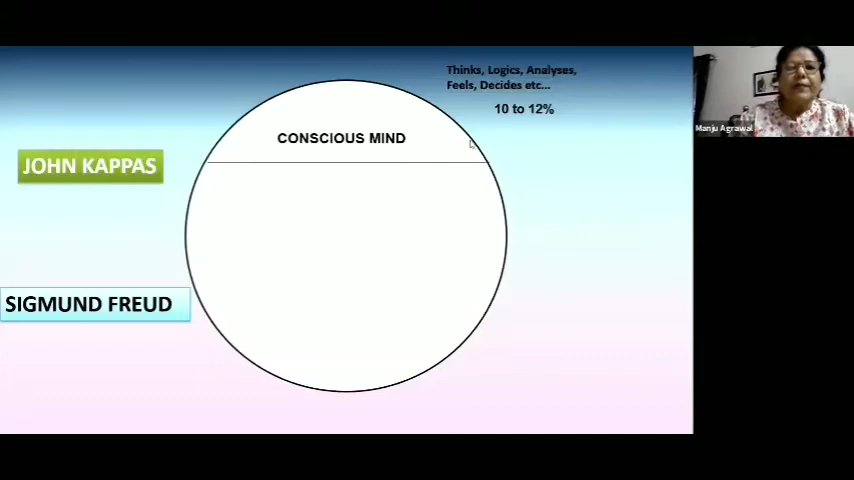 Thinks, Logics, Analyses,
Feels, Decides etc...
10 to 12%
CONSCIOUS MIND
JOHN KAPPAS
SIGMUND FREUD
Manju Agrawal